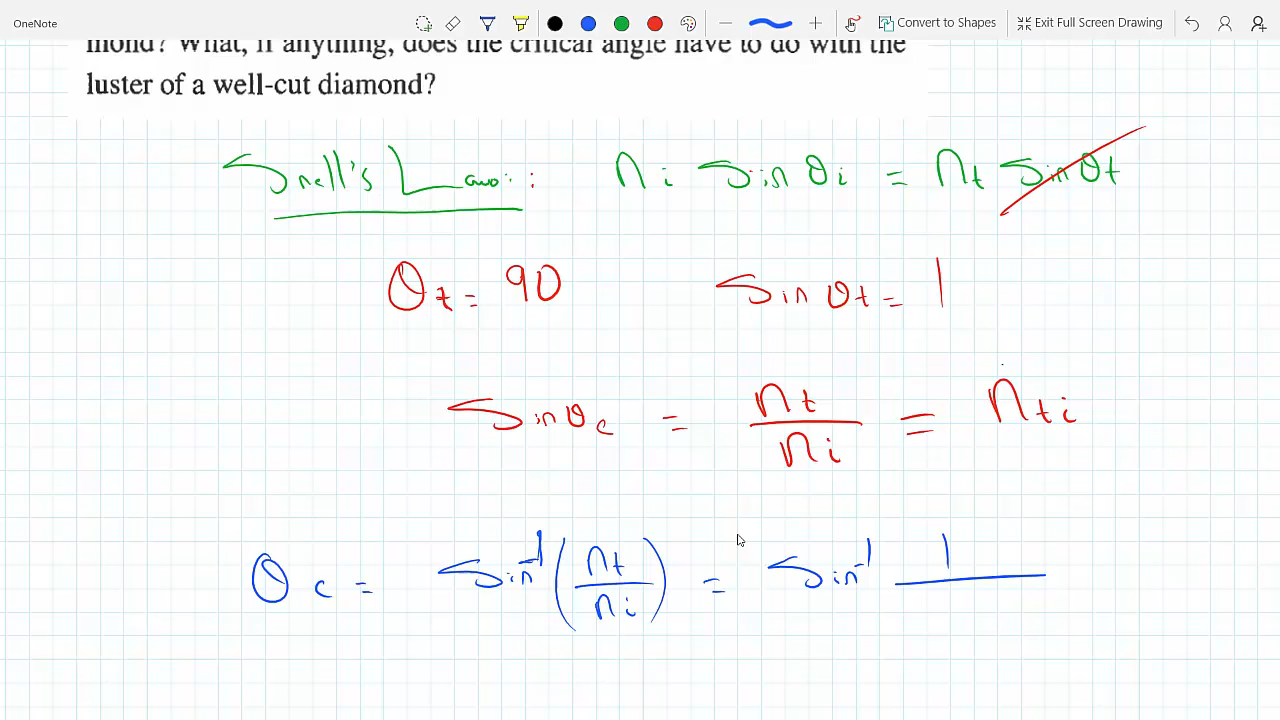 OneNote
Convert to Shapes
Exit Full Screen Drawing
mond? What, if anything, does the critical angle have to do with the
luster of a well-cut diamond?
Snell's Law: : ni sin θi = nt sin θt
θt = 90 sin θt = 1
sin θc = nt/ni = nti
θc = sin⁻¹(nt/ni) = sin⁻¹ 1/